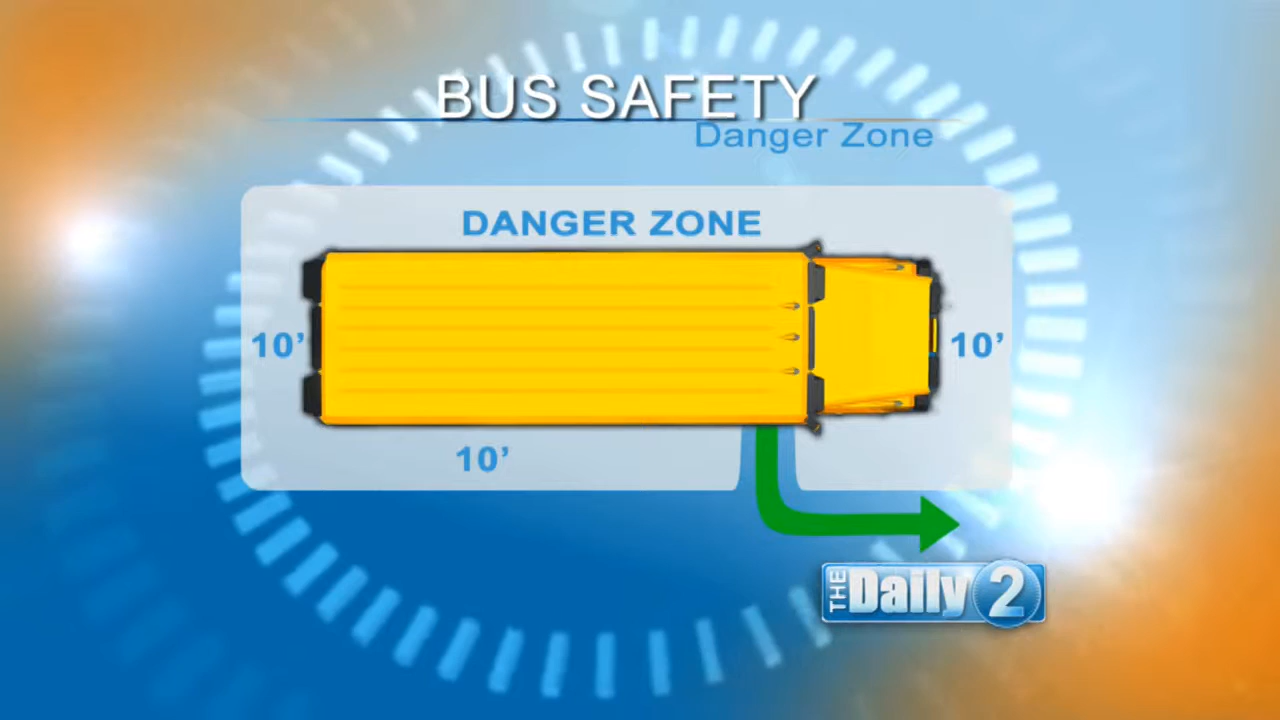 BUS SAFETY
Danger Zone
DANGER ZONE
10’
10’
10’
THE Daily 2